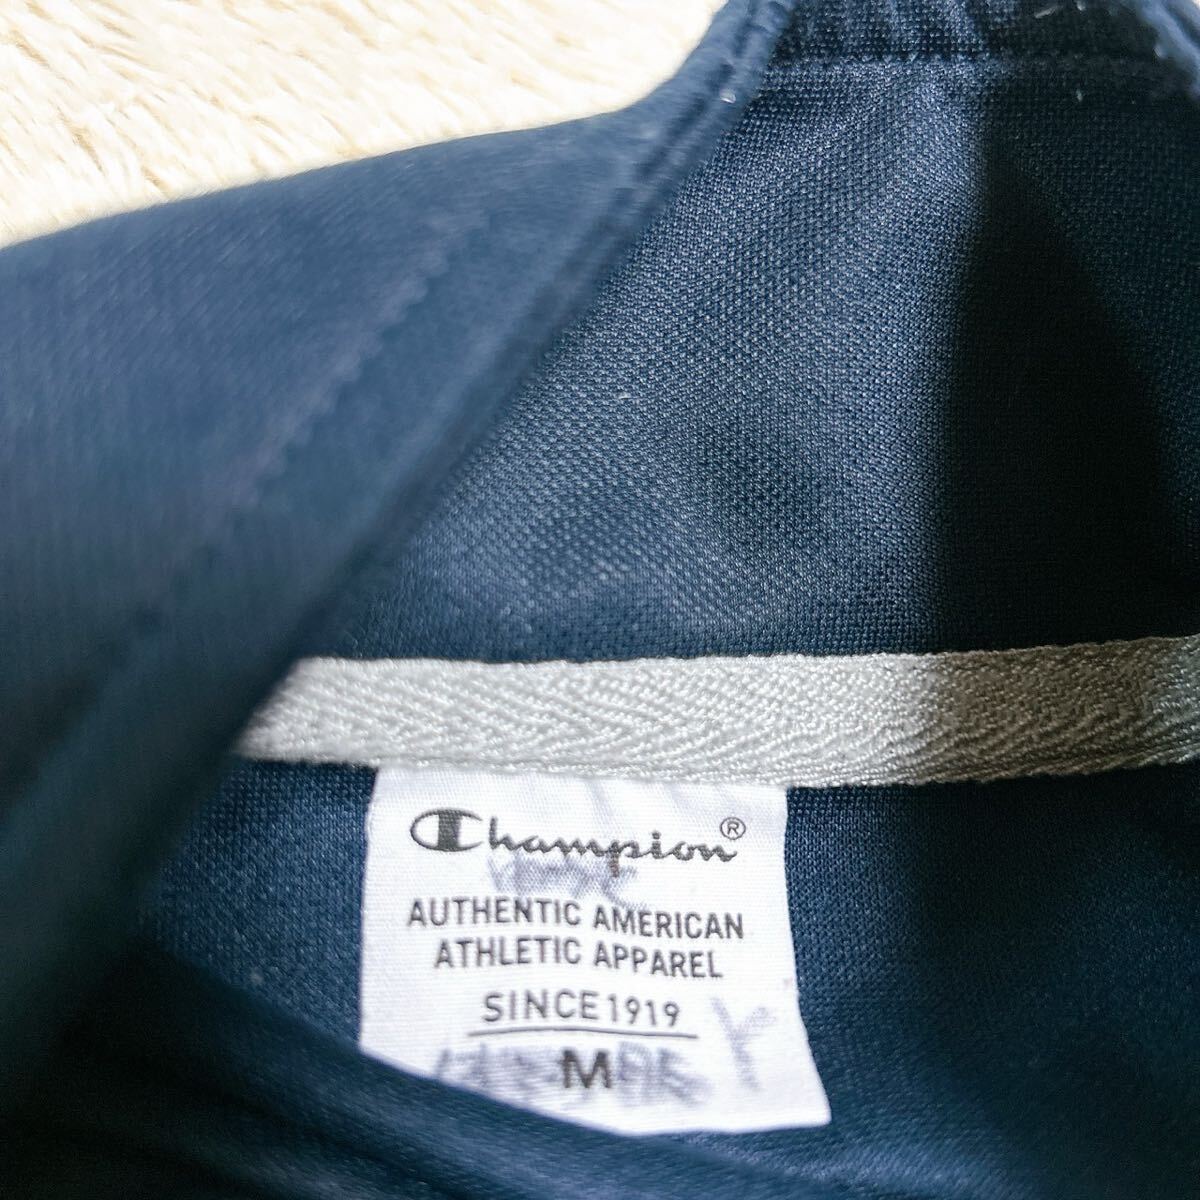 Champion®
AUTHENTIC AMERICAN
ATHLETIC APPAREL
SINCE 1919
M